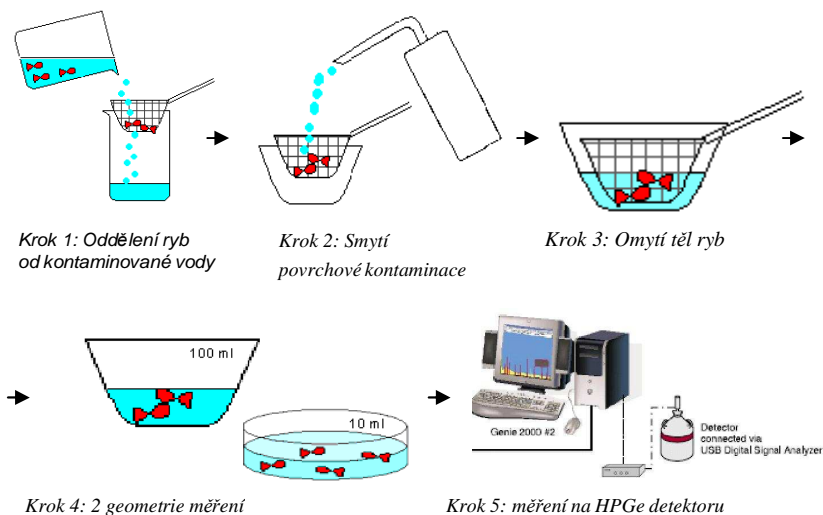 Krok 1: Oddělení ryb
od kontaminované vody
Krok 2: Smytí
povrchové kontaminace
Krok 3: Omytí těl ryb
100 ml
10 ml
Genie 2000 #2
Detector
connected via
USB Digital Signal Analyzer
Krok 4: 2 geometrie měření
Krok 5: měření na HPGe detektoru